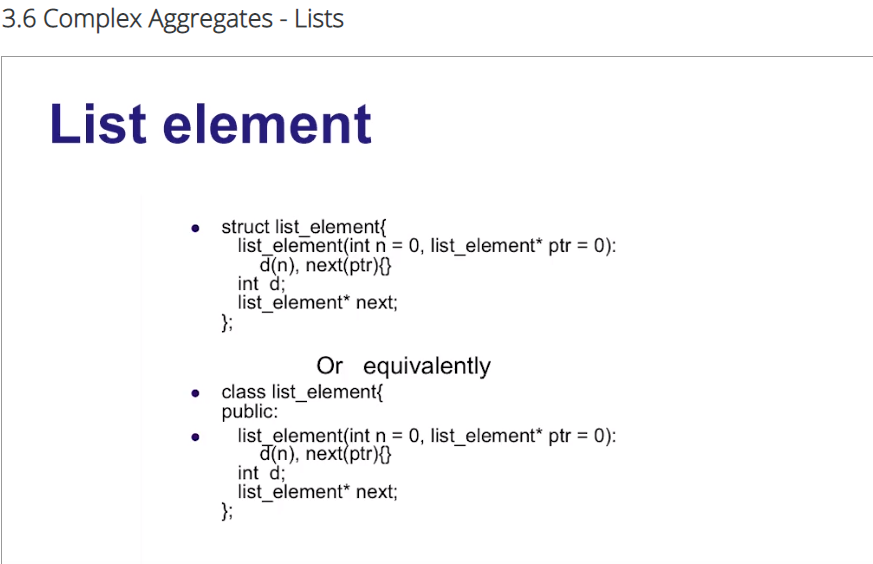 3.6 Complex Aggregates - Lists
List element
• struct list_element{
list_element(int n = 0, list_element* ptr = 0):
d(n), next(ptr){}
int d;
list_element* next;
};
Or equivalently
• class list_element{
public:
• list_element(int n = 0, list_element* ptr = 0):
d(n), next(ptr){}
int d;
list_element* next;
};